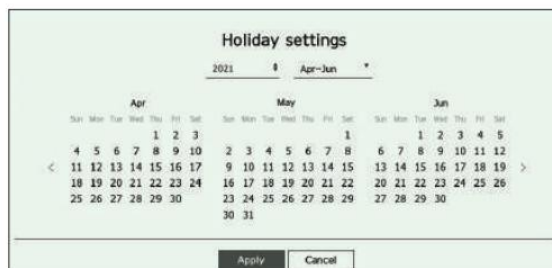 Holiday settings
2021 Apr-Jun
Apr May Jun
Sun Mon Tue Wed Thu Fri Sat Sun Mon Tue Wed Thu Fri Sat Sun Mon Tue Wed Thu Fri Sat
1 2 3 1 1 2 3 4 5
4 5 6 7 8 9 10 2 3 4 5 6 7 8 6 7 8 9 10 11 12
< 11 12 13 14 15 16 17 9 10 11 12 13 14 15 13 14 15 16 17 18 19 >
18 19 20 21 22 23 24 16 17 18 19 20 21 22 20 21 22 23 24 25 26
25 26 27 28 29 30 23 24 25 26 27 28 29 27 28 29 30
30 31
Apply Cancel